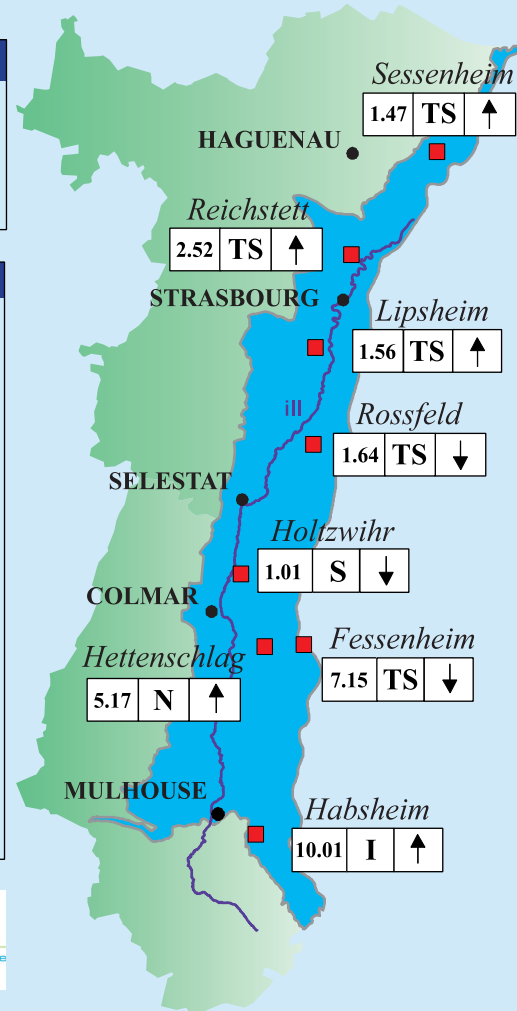 Sessenheim
1.47 TS ↑
HAGUENAU
Reichstett
2.52 TS ↑
STRASBOURG
Lipsheim
1.56 TS ↑
ill
Rossfeld
1.64 TS ↓
SELESTAT
Holtzwihr
1.01 S ↓
COLMAR
Hettenschlag
5.17 N ↑
Fessenheim
7.15 TS ↓
MULHOUSE
Habsheim
10.01 I ↑
e